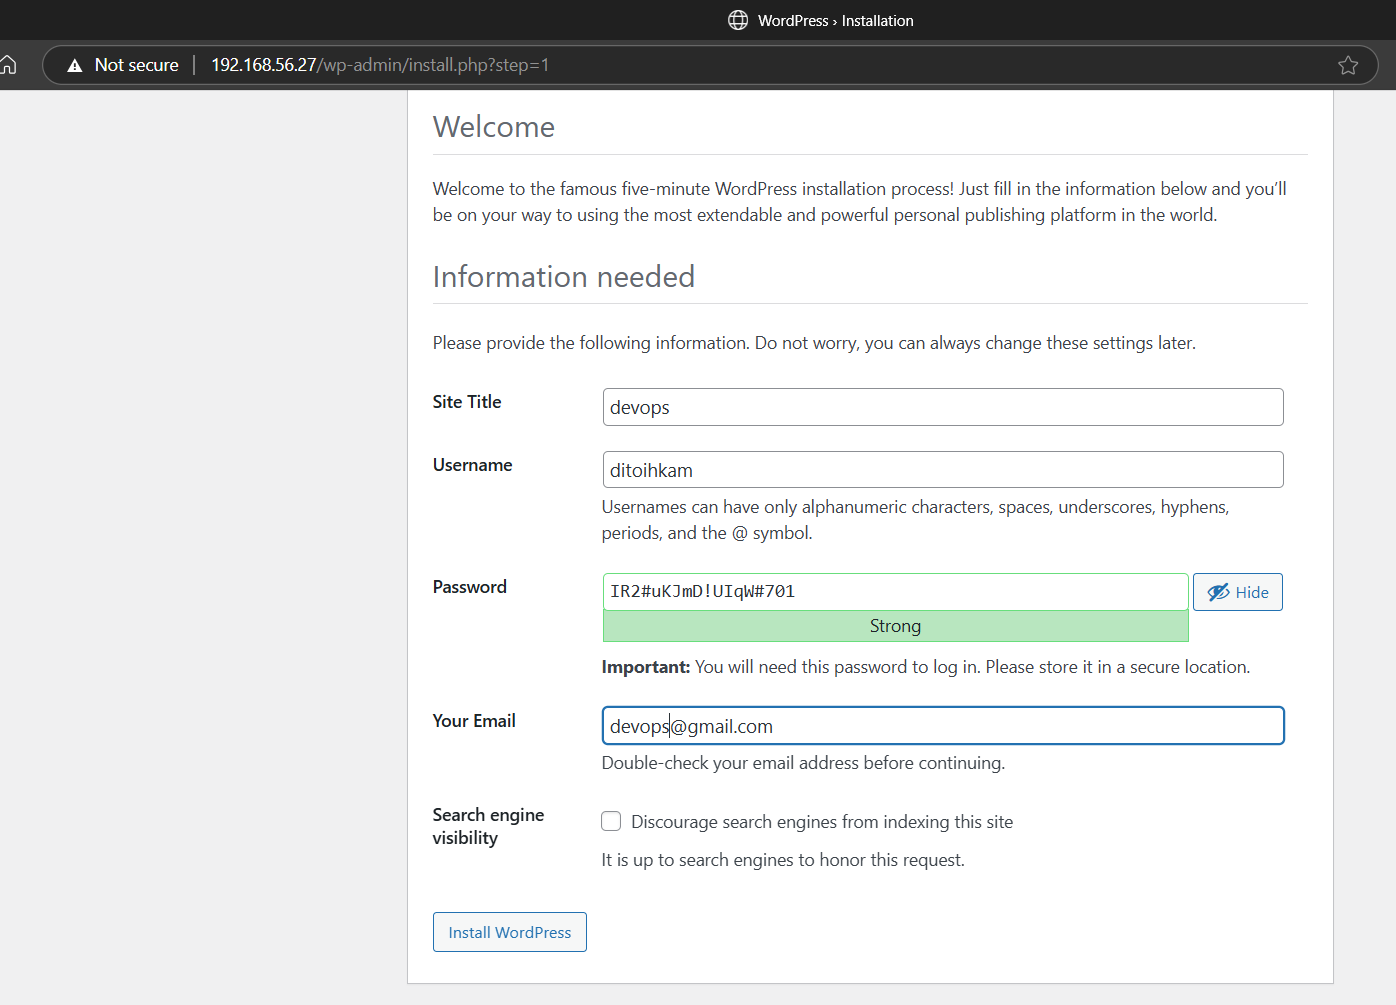 WordPress › Installation
Not secure
192.168.56.27/wp-admin/install.php?step=1
Welcome
Welcome to the famous five-minute WordPress installation process! Just fill in the information below and you’ll
be on your way to using the most extendable and powerful personal publishing platform in the world.
Information needed
Please provide the following information. Do not worry, you can always change these settings later.
Site Title
devops
Username
ditoihkam
Usernames can have only alphanumeric characters, spaces, underscores, hyphens,
periods, and the @ symbol.
Password
IR2#uKJmD!UIqW#701
Hide
Strong
Important: You will need this password to log in. Please store it in a secure location.
Your Email
devops@gmail.com
Double-check your email address before continuing.
Search engine
visibility
Discourage search engines from indexing this site
It is up to search engines to honor this request.
Install WordPress